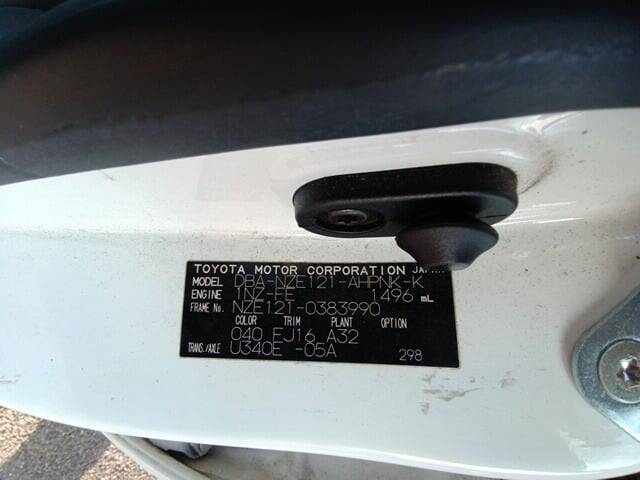 TOYOTA MOTOR CORPORATION JAPAN
MODEL DBA-NZE121-AHPNK-K
ENGINE 1NZ-FE 1496 mL
FRAME No. NZE121-0383990
COLOR TRIM PLANT OPTION
040 FJ16 A32
TRANS./AXLE U340E -05A 298